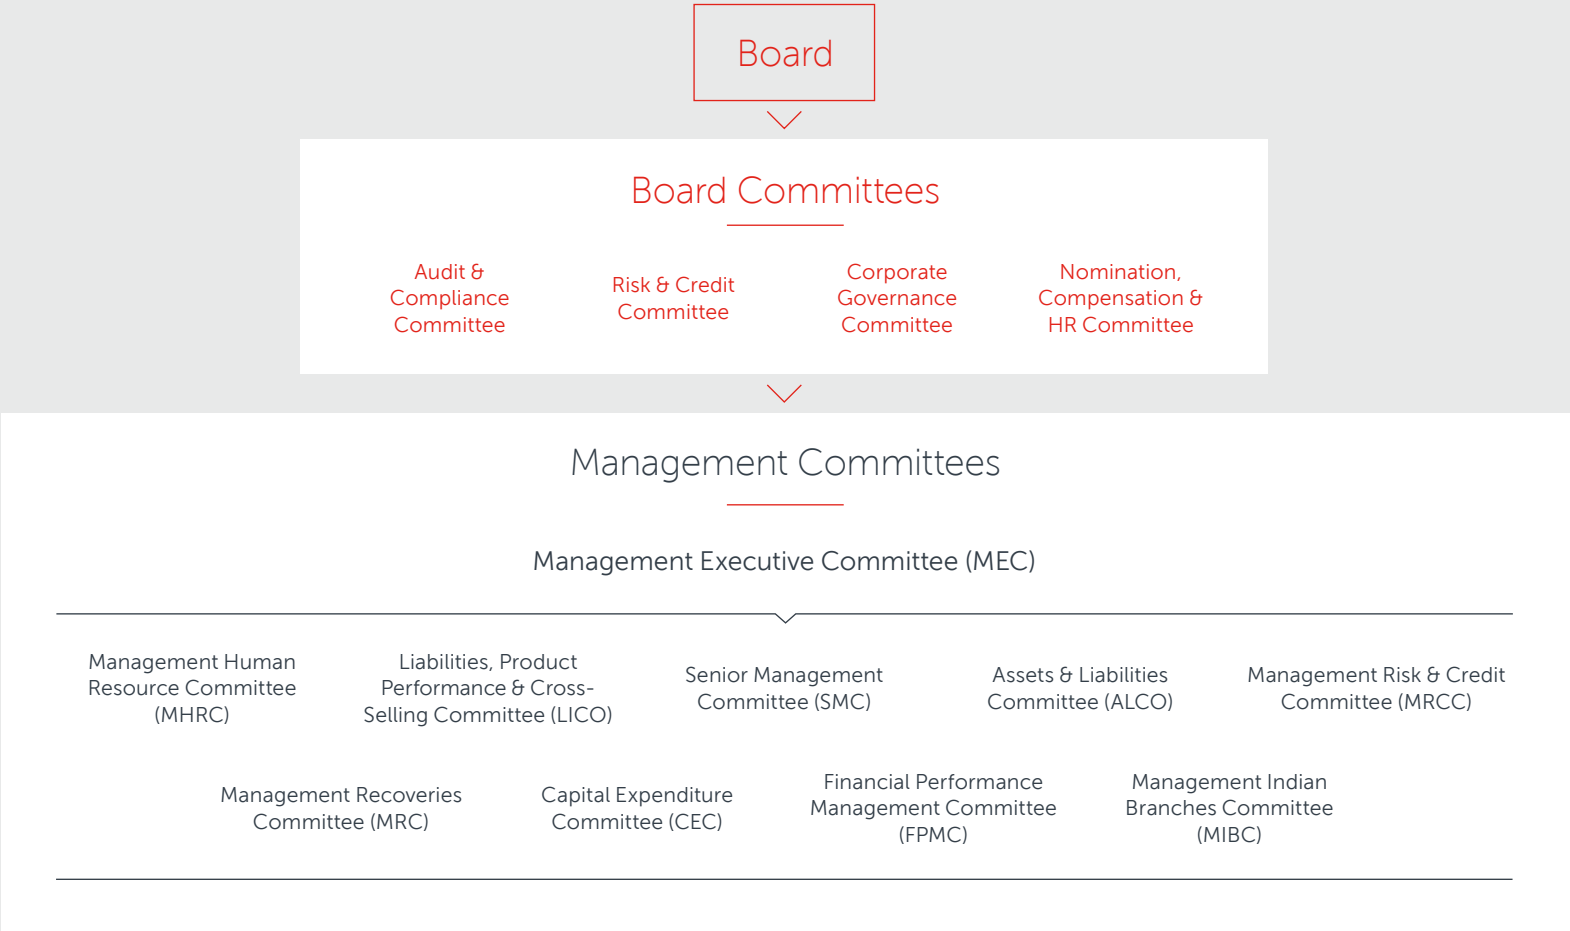 Board
Board Committees
Audit &
Compliance
Committee
Risk & Credit
Committee
Corporate
Governance
Committee
Nomination,
Compensation &
HR Committee
Management Committees
Management Executive Committee (MEC)
Management Human
Resource Committee
(MHRC)
Liabilities, Product
Performance & Cross-
Selling Committee (LICO)
Senior Management
Committee (SMC)
Assets & Liabilities
Committee (ALCO)
Management Risk & Credit
Committee (MRCC)
Management Recoveries
Committee (MRC)
Capital Expenditure
Committee (CEC)
Financial Performance
Management Committee
(FPMC)
Management Indian
Branches Committee
(MIBC)